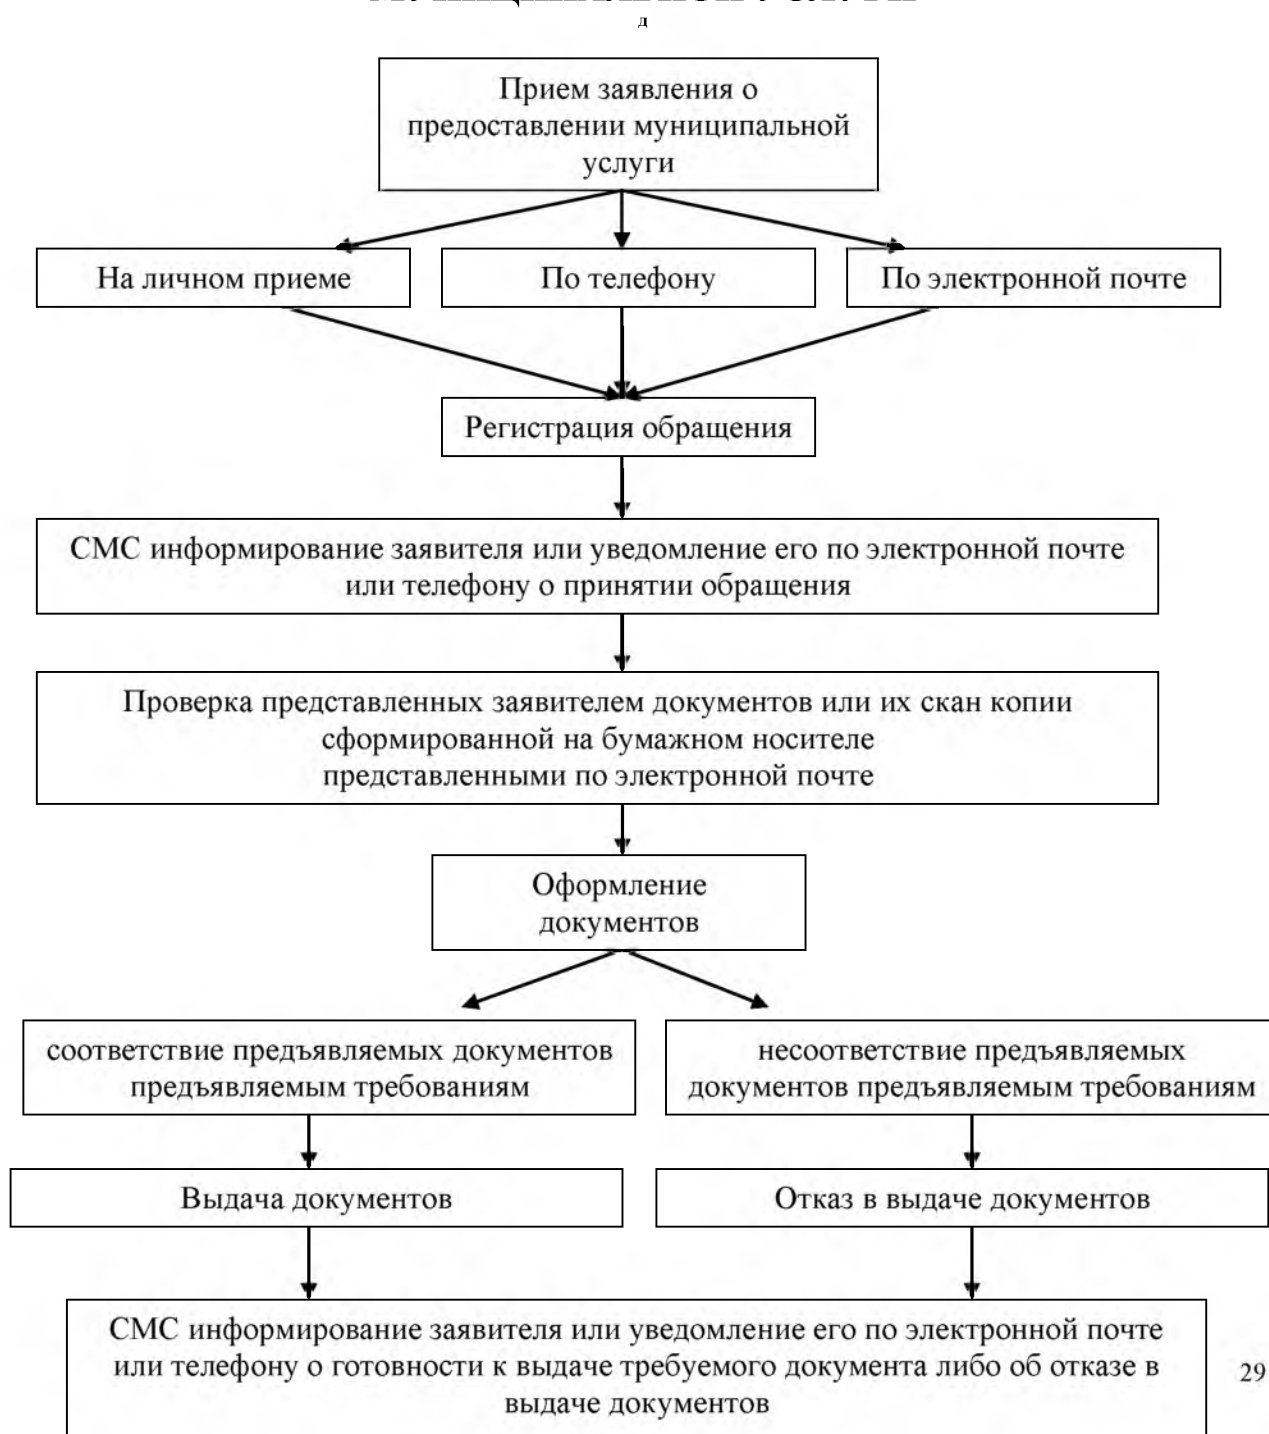 МУНИЦИПАЛЬНОЙ УСЛУГИ
д
Прием заявления о
предоставлении муниципальной
услуги
На личном приеме
По телефону
По электронной почте
Регистрация обращения
СМС информирование заявителя или уведомление его по электронной почте
или телефону о принятии обращения
Проверка представленных заявителем документов или их скан копии
сформированной на бумажном носителе
представленными по электронной почте
Оформление
документов
соответствие предъявляемых документов
предъявляемым требованиям
несоответствие предъявляемых
документов предъявляемым требованиям
Выдача документов
Отказ в выдаче документов
СМС информирование заявителя или уведомление его по электронной почте
или телефону о готовности к выдаче требуемого документа либо об отказе в
выдаче документов
29